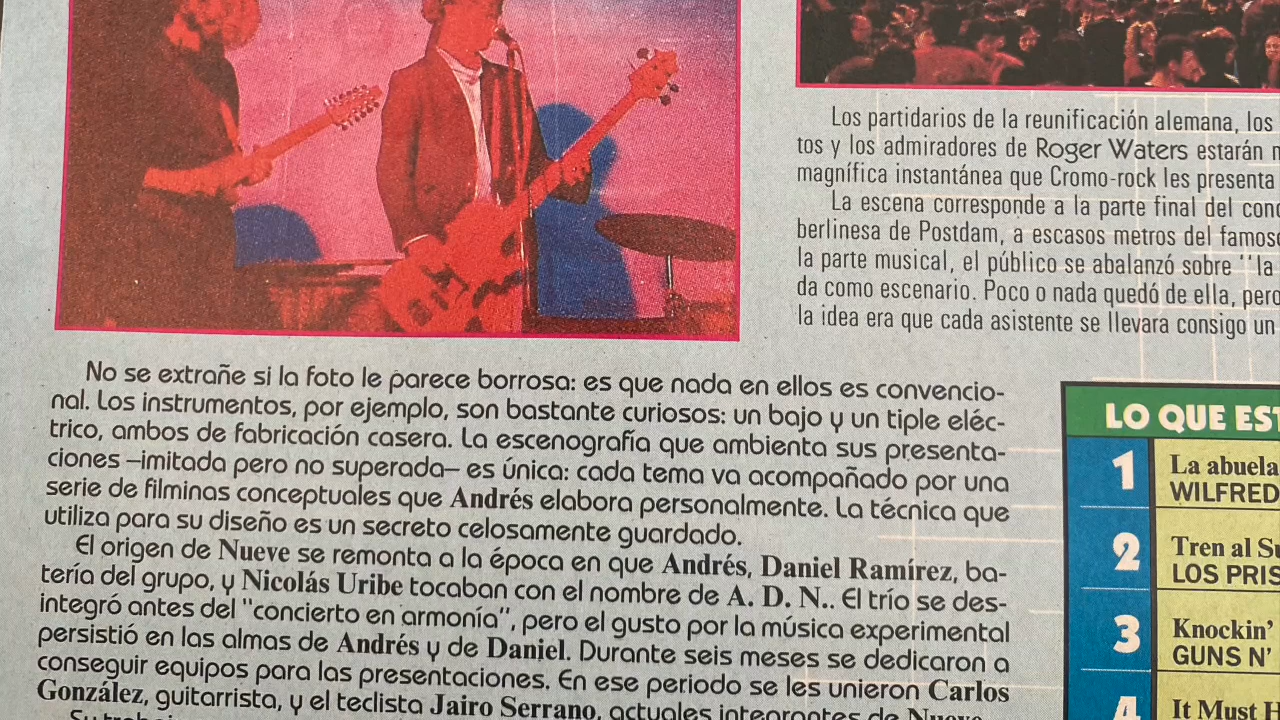 No se extrañe si la foto le parece borrosa: es que nada en ellos es convencio-
nal. Los instrumentos, por ejemplo, son bastante curiosos: un bajo y un tiple eléc-
trico, ambos de fabricación casera. La escenografía que ambienta sus presenta-
ciones –imitada pero no superada– es única: cada tema va acompañado por una
serie de filminas conceptuales que Andrés elabora personalmente. La técnica que
utiliza para su diseño es un secreto celosamente guardado.
El origen de Nueve se remonta a la época en que Andrés, Daniel Ramírez, ba-
tería del grupo, y Nicolás Uribe tocaban con el nombre de A. D. N.. El trío se des-
integró antes del "concierto en armonía", pero el gusto por la música experimental
persistió en las almas de Andrés y de Daniel. Durante seis meses se dedicaron a
conseguir equipos para las presentaciones. En ese periodo se les unieron Carlos
González, guitarrista, y el teclista Jairo Serrano, actuales integrantes de Nueve.
Los partidarios de la reunificación alemana, los
tos y los admiradores de Roger Waters estarán
magnífica instantánea que Cromo-rock les presenta
La escena corresponde a la parte final del
berlinesa de Postdam, a escasos metros del
la parte musical, el público se abalanzó sobre "la
da como escenario. Poco o nada quedó de ella, pero
la idea era que cada asistente se llevara consigo un
LO QUE
1 La abuela
WILFRED
2 Tren al
LOS
3 Knockin'
GUNS N'
4 It Must